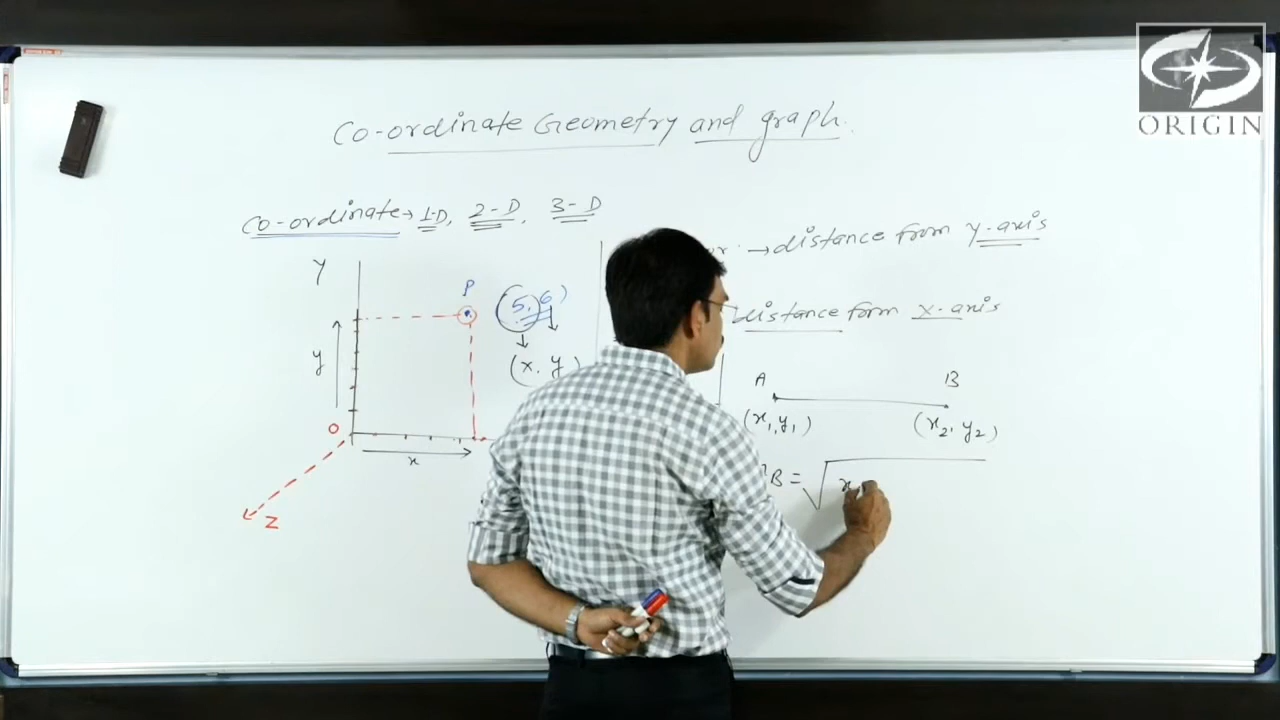 ORIGIN
Co-ordinate Geometry and graph.
Co-ordinate → 1-D, 2-D, 3-D
→ distance from y-axis
distance form x-axis
Y
P
(5, 6)
(x, y)
y
O
x
Z
A B
(x₁, y₁) (x₂, y₂)
B = √